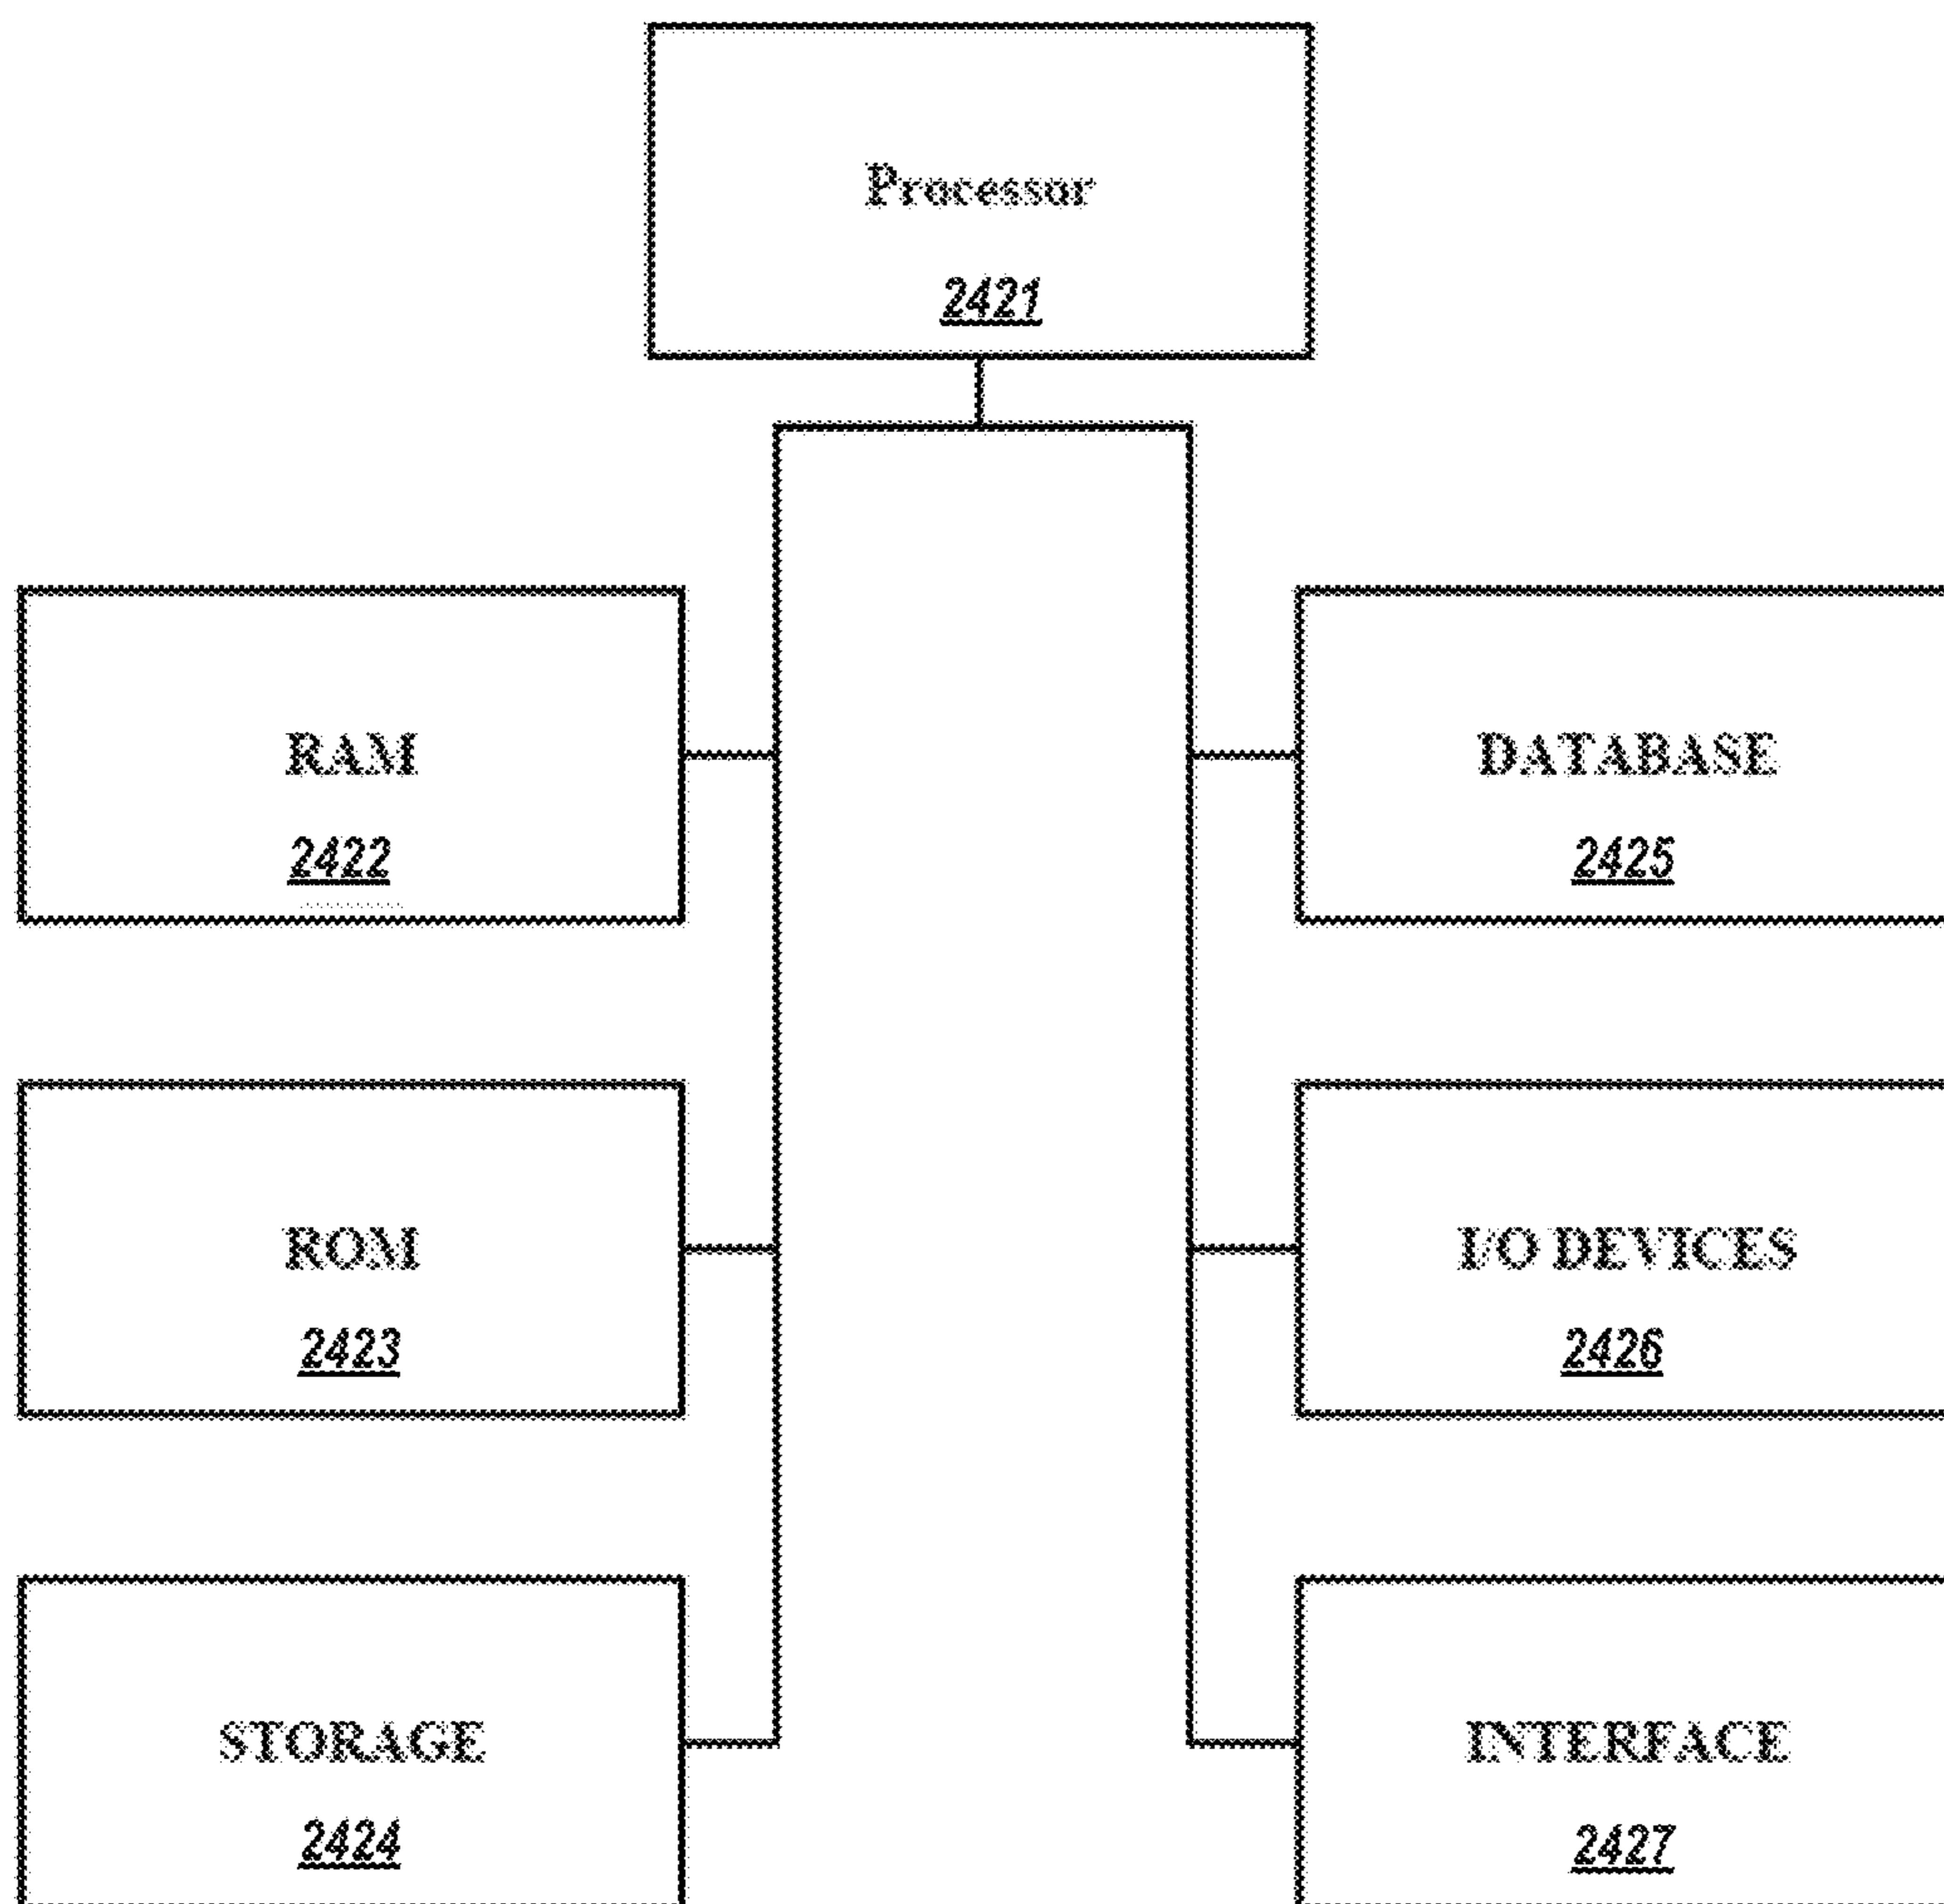 Processor
2421
RAM
2422
DATABASE
2425
ROM
2423
I/O DEVICES
2426
STORAGE
2424
INTERFACE
2427